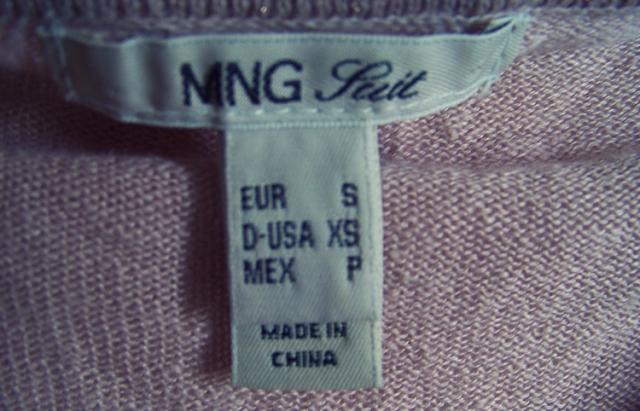 MNG Suit
EUR S
D-USA XS
MEX P
MADE IN
CHINA